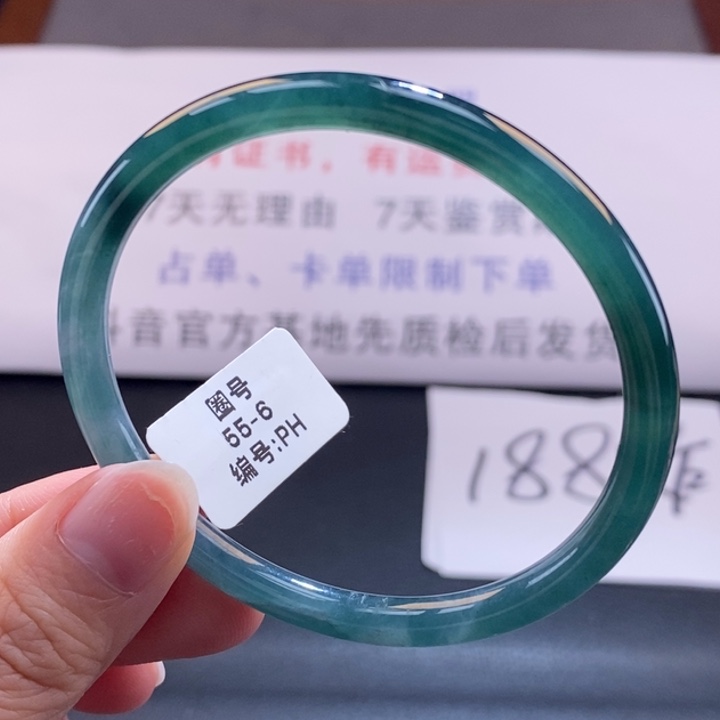 证书，有运
7天无理由 7天鉴赏
占单、卡单限制下单
抖音官方基地先质检后发货
圈号
55-6
编号:PH
188